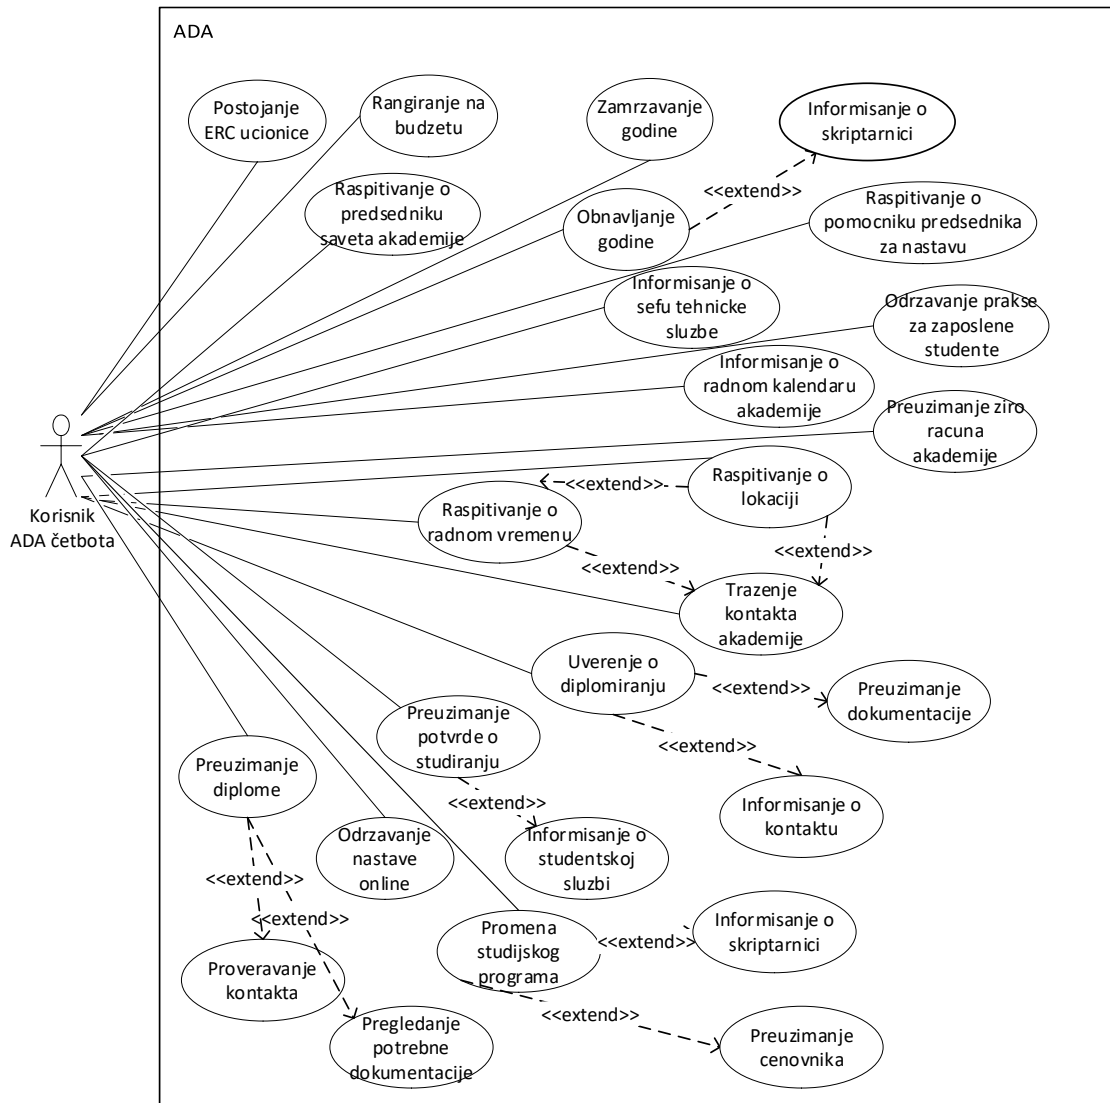 ADA
Postojanje
ERC ucionice
Rangiranje na
budzetu
Zamrzavanje
godine
Informisanje o
skriptarnici
<<extend>>
Raspitivanje o
predsedniku
saveta akademije
Obnavljanje
godine
Raspitivanje o
pomocniku predsednika
za nastavu
Informisanje o
sefu tehnicke
sluzbe
Odrzavanje prakse
za zaposlene
studente
Informisanje o
radnom kalendaru
akademije
Preuzimanje ziro
racuna
akademije
Korisnik
ADA četbota
<<extend>>
Raspitivanje o
lokaciji
Raspitivanje o
radnom vremenu
<<extend>>
<<extend>>
Trazenje
kontakta
akademije
Uverenje o
diplomiranju
<<extend>>
Preuzimanje
dokumentacije
Preuzimanje
potvrde o
studiranju
<<extend>>
Preuzimanje
diplome
<<extend>>
Informisanje o
kontaktu
Odrzavanje
nastave
online
Informisanje o
studentskoj
sluzbi
<<extend>>
<<extend>>
Promena
studijskog
programa
<<extend>>
Informisanje o
skriptarnici
Proveravanje
kontakta
<<extend>>
Pregledanje
potrebne
dokumentacije
Preuzimanje
cenovnika